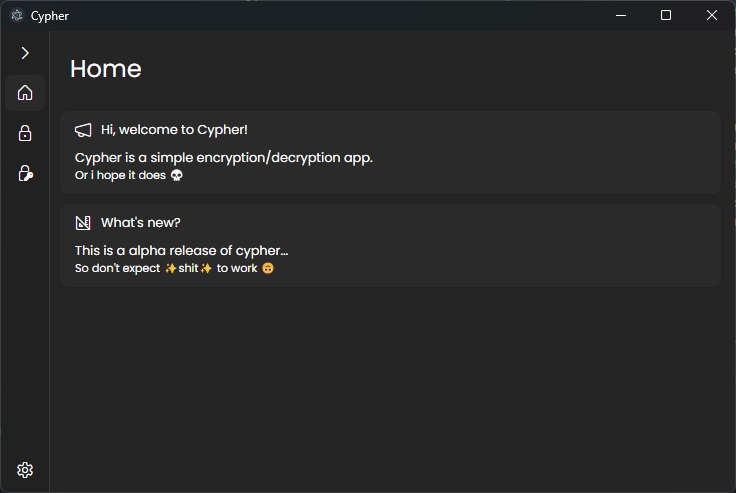 Cypher
Home
Hi, welcome to Cypher!
Cypher is a simple encryption/decryption app.
Or i hope it does 💀
What's new?
This is a alpha release of cypher...
So don't expect ✨shit✨ to work 🙃